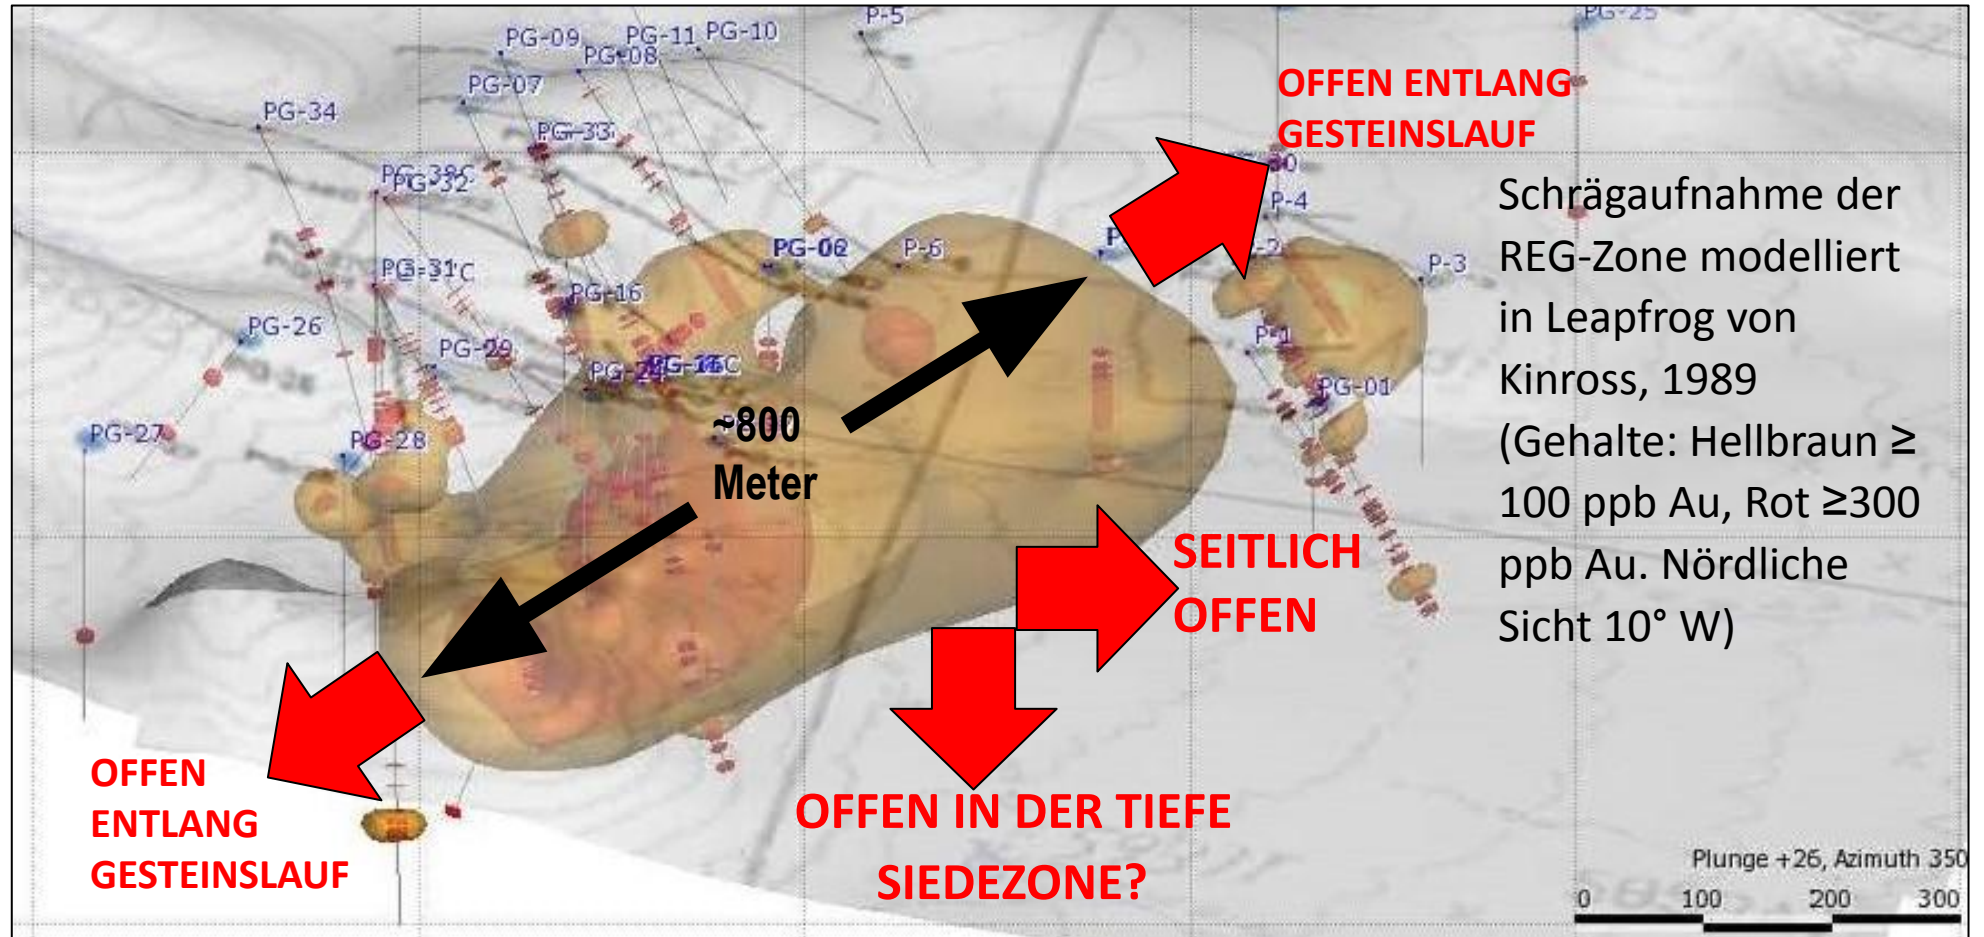 P-5
PG-25
PG-09
PG-11
PG-10
PG-08
PG-07
PG-34
PG-33
OFFEN ENTLANG
GESTEINSLAUF
PG-32
P-4
PG-16
P-6
P-2
P-3
PG-26
PG-29
P-1
PG-01
PG-27
PG-28
~800
Meter
Schrägaufnahme der
REG-Zone modelliert
in Leapfrog von
Kinross, 1989
(Gehalte: Hellbraun ≥
100 ppb Au, Rot ≥300
ppb Au. Nördliche
Sicht 10° W)
SEITLICH
OFFEN
OFFEN
ENTLANG
GESTEINSLAUF
OFFEN IN DER TIEFE
SIEDEZONE?
Plunge +26, Azimuth 350
0 100 200 300